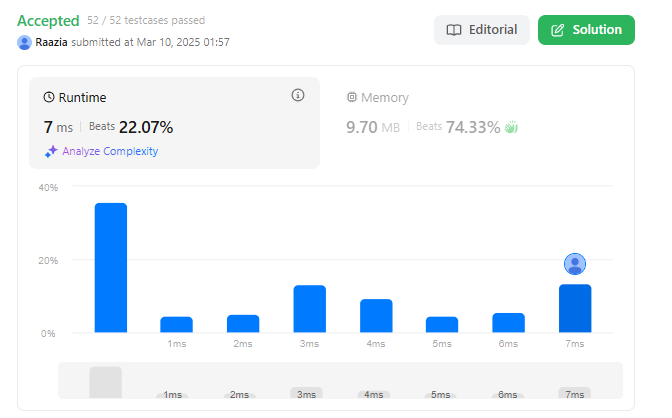 Accepted 52 / 52 testcases passed
Raazia submitted at Mar 10, 2025 01:57
Editorial
Solution
Runtime
7 ms | Beats 22.07%
Analyze Complexity
Memory
9.70 MB | Beats 74.33%
40%
20%
0%
1ms 2ms 3ms 4ms 5ms 6ms 7ms
1ms 2ms 3ms 4ms 5ms 6ms 7ms